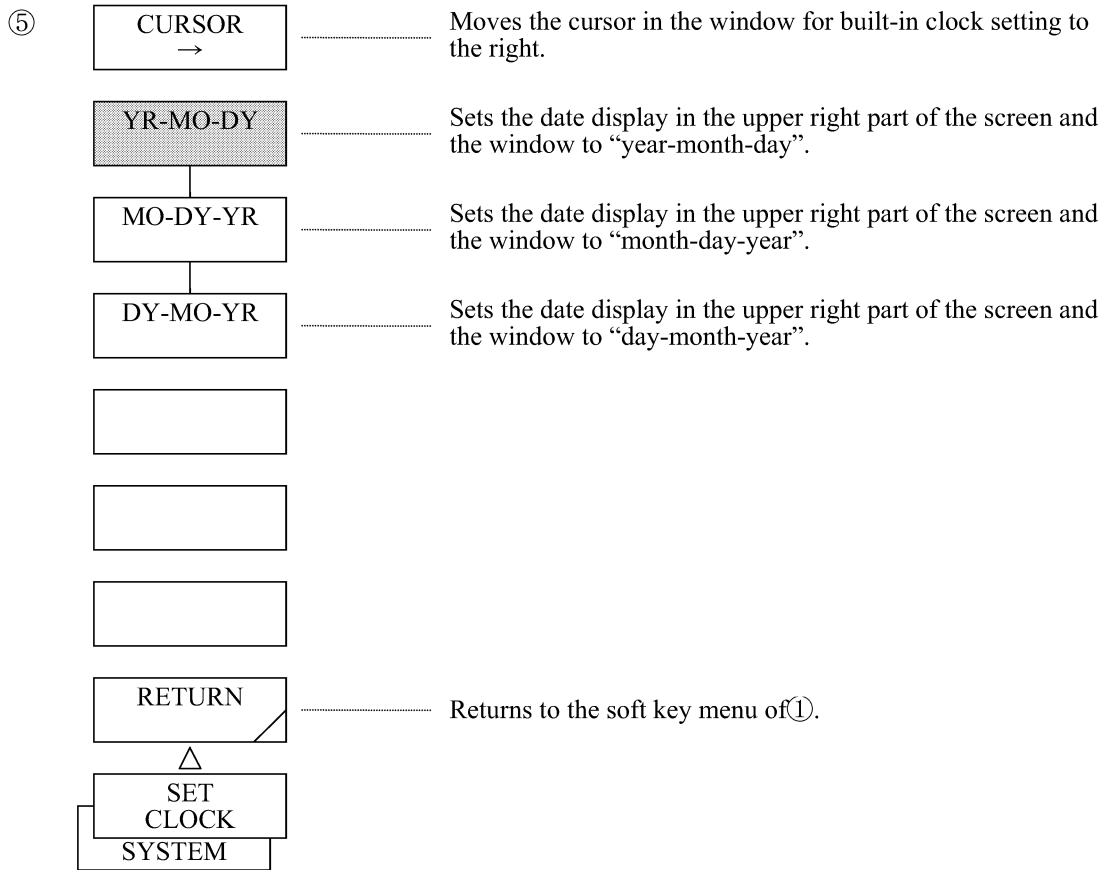 ⑤
CURSOR
→
Moves the cursor in the window for built-in clock setting to
the right.
YR-MO-DY
Sets the date display in the upper right part of the screen and
the window to “year-month-day”.
MO-DY-YR
Sets the date display in the upper right part of the screen and
the window to “month-day-year”.
DY-MO-YR
Sets the date display in the upper right part of the screen and
the window to “day-month-year”.
RETURN
Returns to the soft key menu of①.
SET
CLOCK
SYSTEM